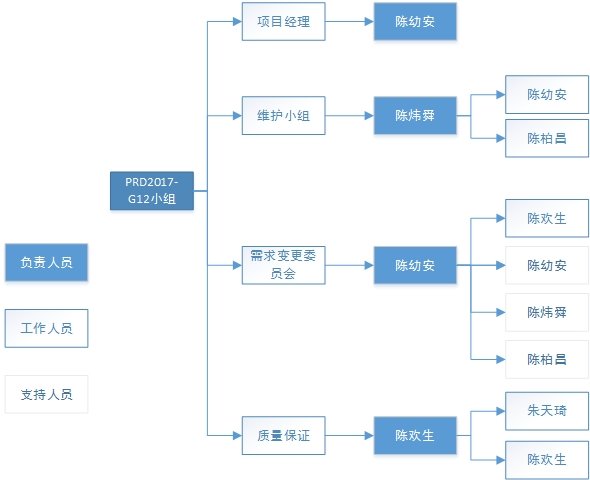 项目经理
陈幼安
维护小组
陈炜舜
陈幼安
陈柏昌
PRD2017-
G12小组
需求变更委
员会
陈幼安
陈欢生
陈幼安
陈炜舜
陈柏昌
质量保证
陈欢生
朱天琦
陈欢生
负责人员
工作人员
支持人员